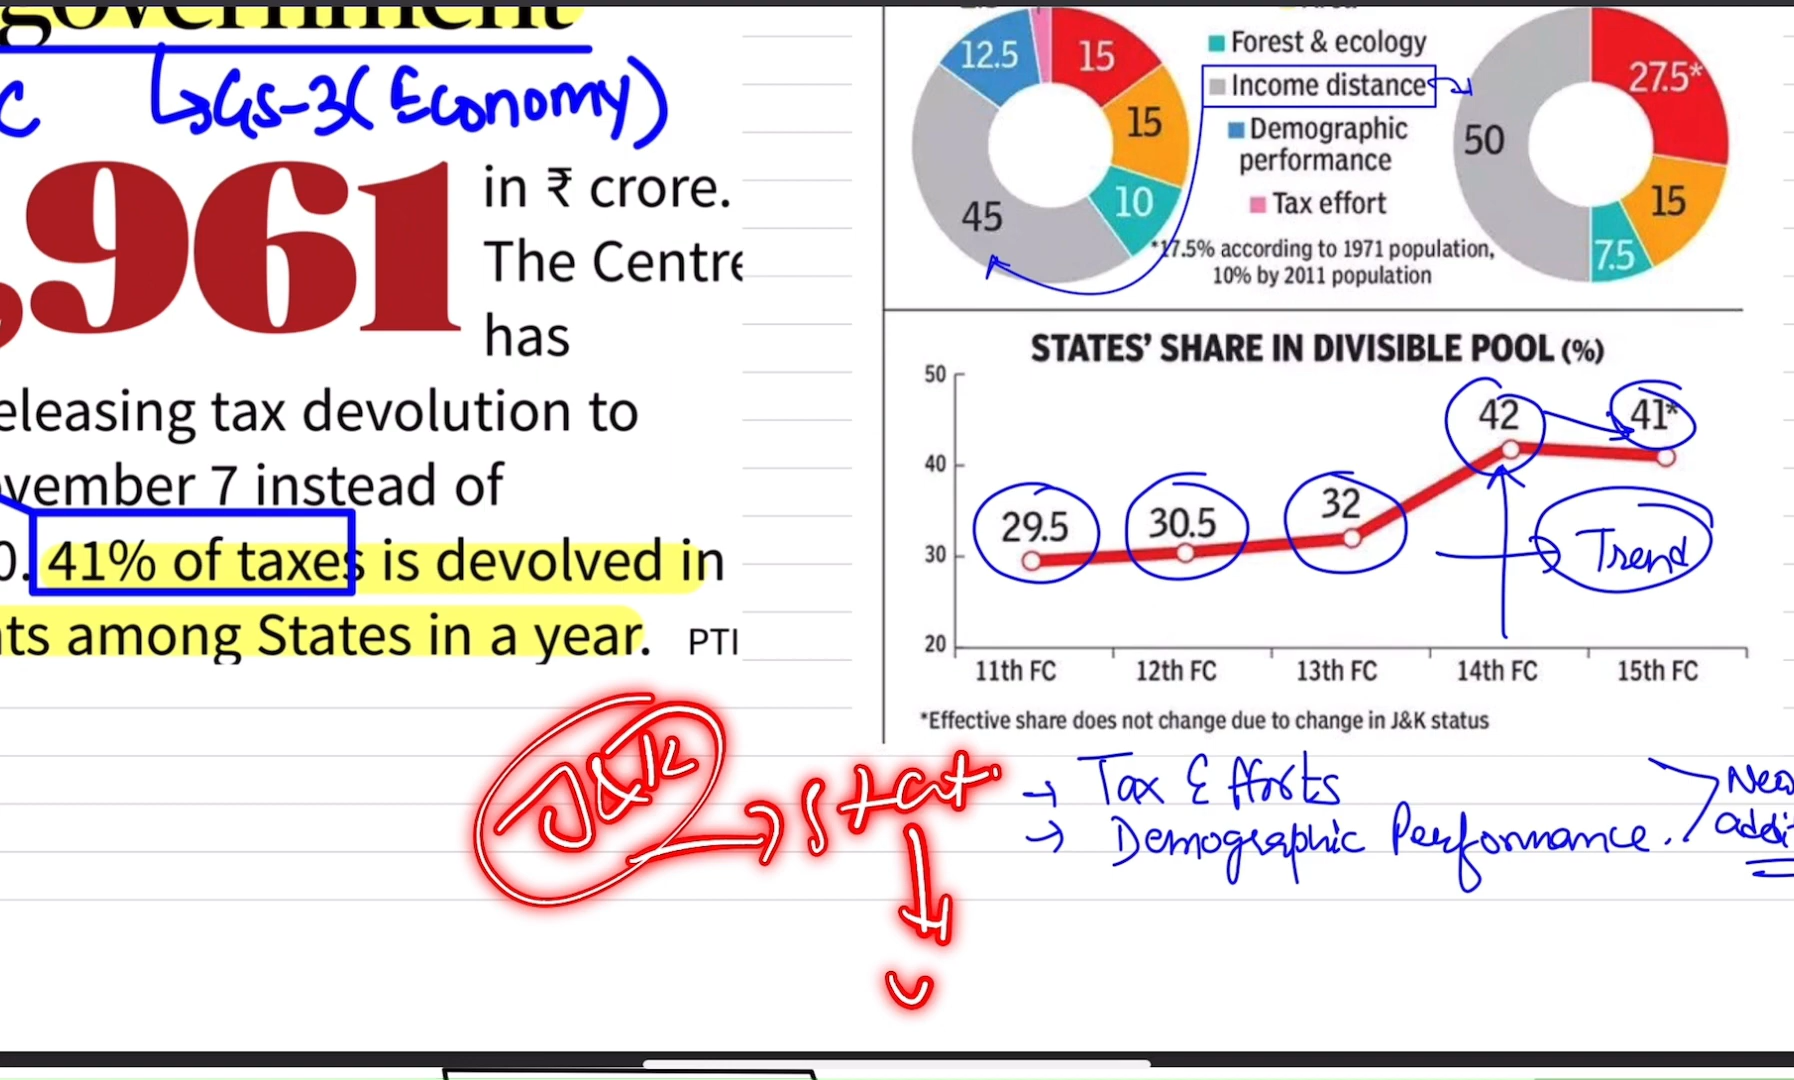 government
C
↳ GS-3 (Economy)
,961
in ₹ crore.
The Centre
has
eleasing tax devolution to
vember 7 instead of
0. 41% of taxes is devolved in
ts among States in a year. PTI
12.5
15
15
10
45
Forest & ecology
Income distance
Demographic
performance
Tax effort
*17.5% according to 1971 population,
10% by 2011 population
27.5*
50
15
7.5
STATES' SHARE IN DIVISIBLE POOL (%)
50
40
30
20
29.5
30.5
32
42
41*
Trend
11th FC
12th FC
13th FC
14th FC
15th FC
*Effective share does not change due to change in J&K status
J&K → Stat
→ Tax Efforts
→ Demographic Performance.